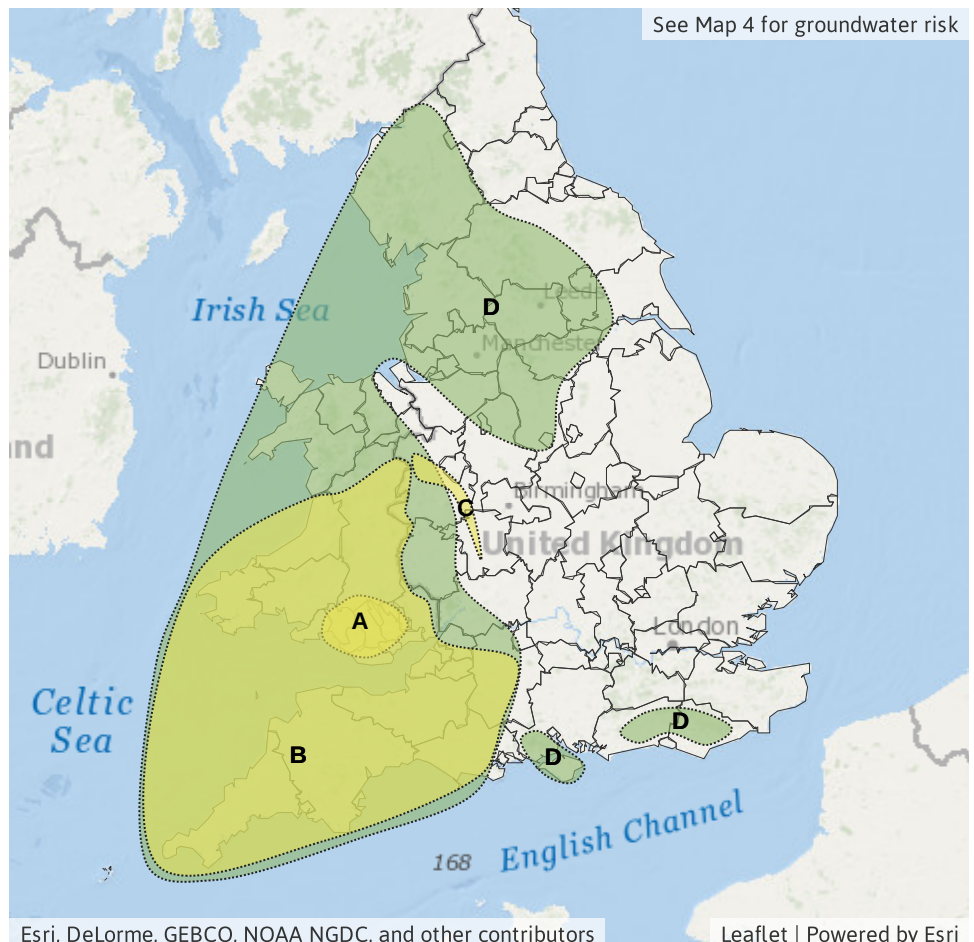 See Map 4 for groundwater risk
Irish Sea
D
Leeds
Manchester
Dublin
nd
Birmingham
C
United Kingdom
A
London
Celtic
Sea
B
D
D
168
English Channel
Esri, DeLorme, GEBCO, NOAA NGDC, and other contributors
Leaflet | Powered by Esri